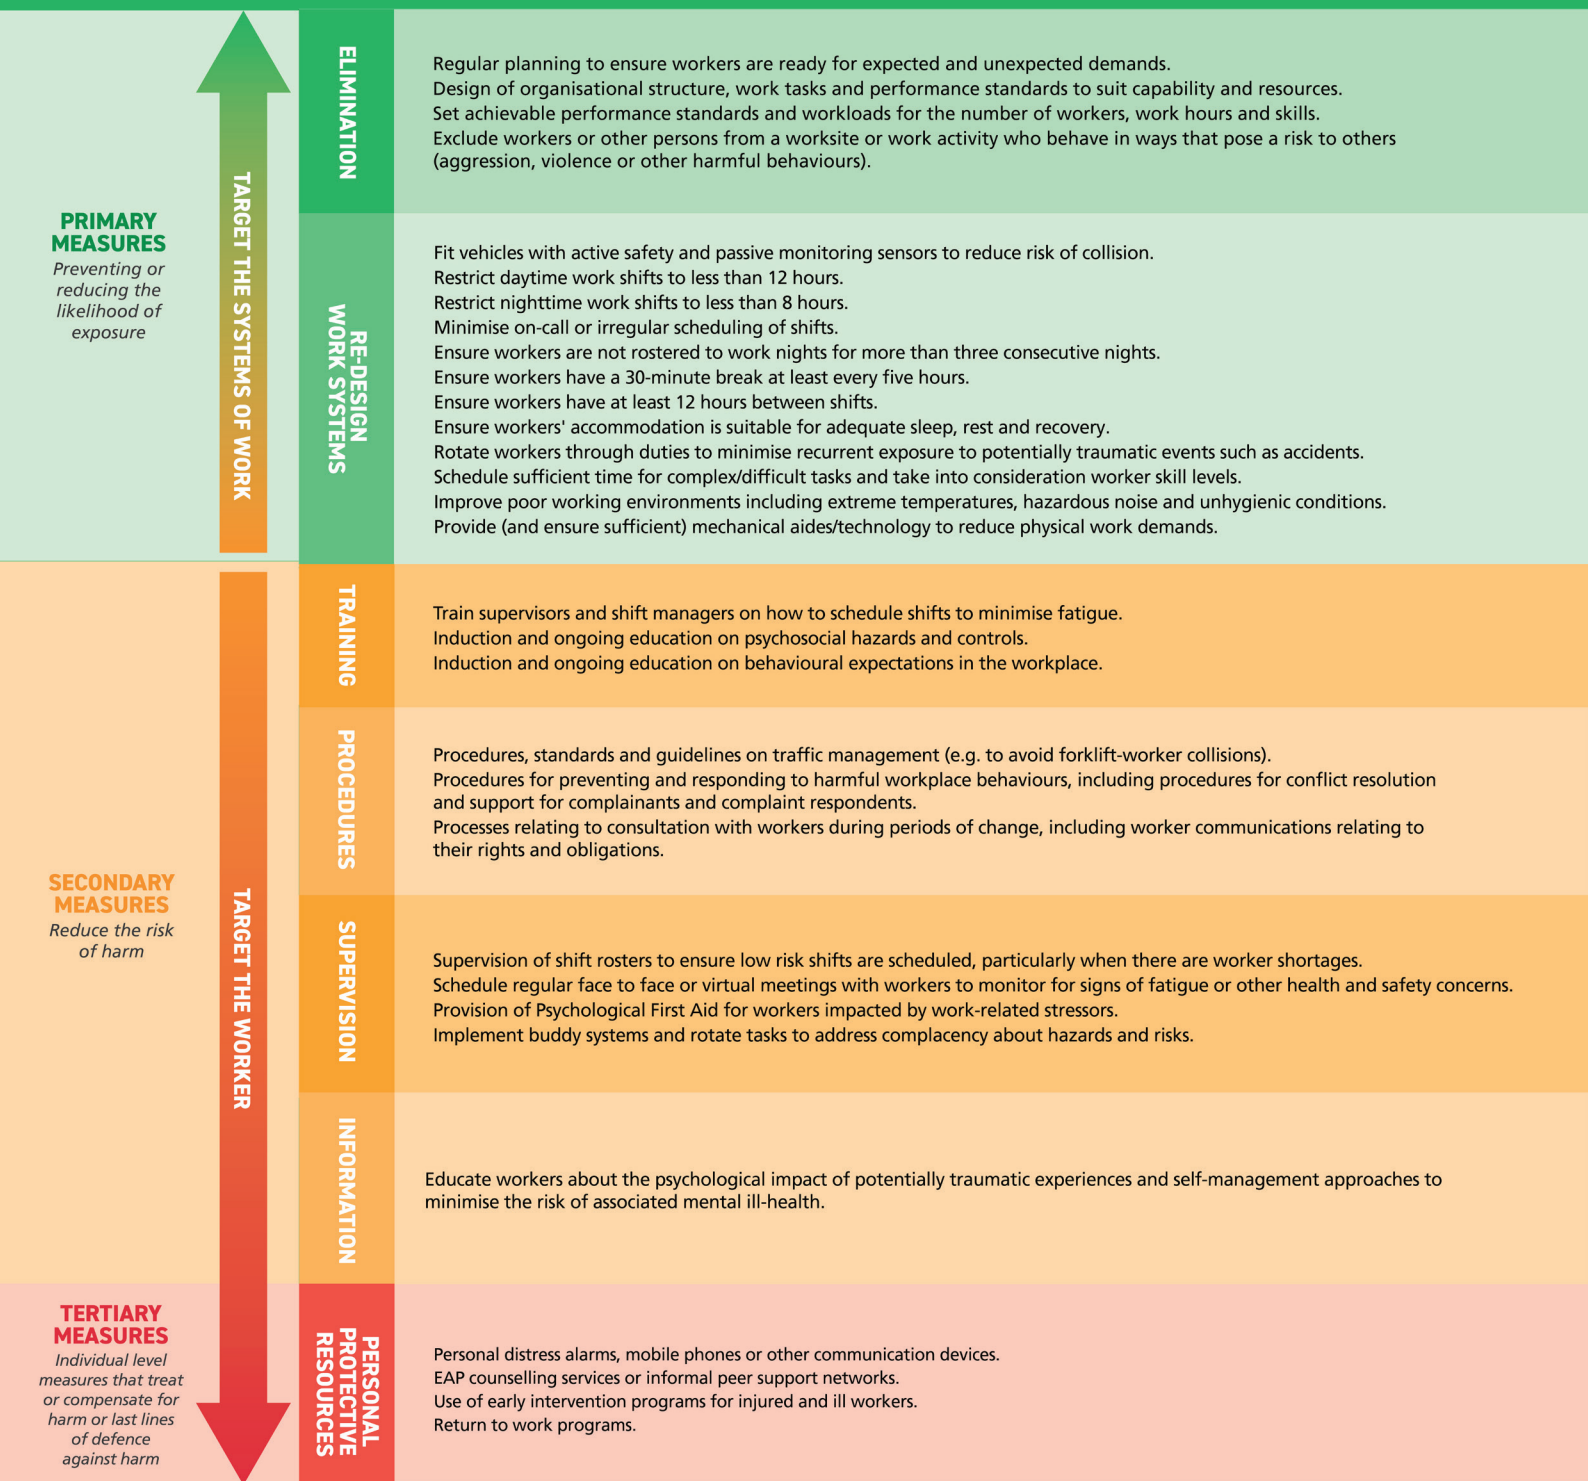 PRIMARY
MEASURES
Preventing or
reducing the
likelihood of
exposure
TARGET THE SYSTEMS OF WORK
ELIMINATION
Regular planning to ensure workers are ready for expected and unexpected demands.
Design of organisational structure, work tasks and performance standards to suit capability and resources.
Set achievable performance standards and workloads for the number of workers, work hours and skills.
Exclude workers or other persons from a worksite or work activity who behave in ways that pose a risk to others
(aggression, violence or other harmful behaviours).
RE-DESIGN
WORK SYSTEMS
Fit vehicles with active safety and passive monitoring sensors to reduce risk of collision.
Restrict daytime work shifts to less than 12 hours.
Restrict nighttime work shifts to less than 8 hours.
Minimise on-call or irregular scheduling of shifts.
Ensure workers are not rostered to work nights for more than three consecutive nights.
Ensure workers have a 30-minute break at least every five hours.
Ensure workers have at least 12 hours between shifts.
Ensure workers' accommodation is suitable for adequate sleep, rest and recovery.
Rotate workers through duties to minimise recurrent exposure to potentially traumatic events such as accidents.
Schedule sufficient time for complex/difficult tasks and take into consideration worker skill levels.
Improve poor working environments including extreme temperatures, hazardous noise and unhygienic conditions.
Provide (and ensure sufficient) mechanical aides/technology to reduce physical work demands.
SECONDARY
MEASURES
Reduce the risk
of harm
TARGET THE WORKER
TRAINING
Train supervisors and shift managers on how to schedule shifts to minimise fatigue.
Induction and ongoing education on psychosocial hazards and controls.
Induction and ongoing education on behavioural expectations in the workplace.
PROCEDURES
Procedures, standards and guidelines on traffic management (e.g. to avoid forklift-worker collisions).
Procedures for preventing and responding to harmful workplace behaviours, including procedures for conflict resolution
and support for complainants and complaint respondents.
Processes relating to consultation with workers during periods of change, including worker communications relating to
their rights and obligations.
SUPERVISION
Supervision of shift rosters to ensure low risk shifts are scheduled, particularly when there are worker shortages.
Schedule regular face to face or virtual meetings with workers to monitor for signs of fatigue or other health and safety concerns.
Provision of Psychological First Aid for workers impacted by work-related stressors.
Implement buddy systems and rotate tasks to address complacency about hazards and risks.
INFORMATION
Educate workers about the psychological impact of potentially traumatic experiences and self-management approaches to
minimise the risk of associated mental ill-health.
TERTIARY
MEASURES
Individual level
measures that treat
or compensate for
harm or last lines
of defence
against harm
PERSONAL
PROTECTIVE
RESOURCES
Personal distress alarms, mobile phones or other communication devices.
EAP counselling services or informal peer support networks.
Use of early intervention programs for injured and ill workers.
Return to work programs.